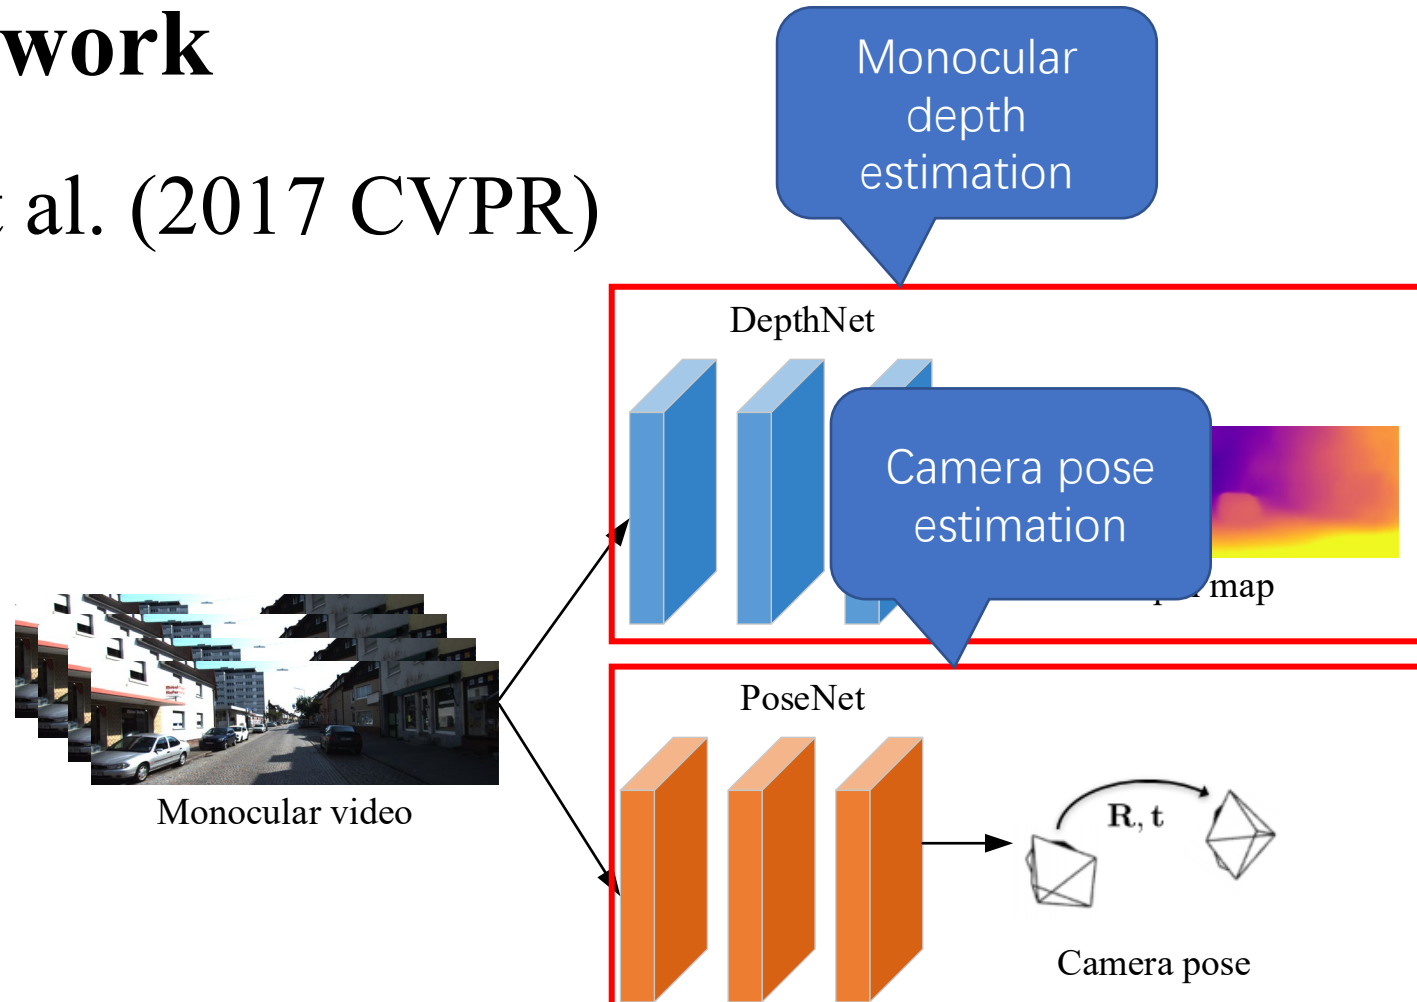 work
t al. (2017 CVPR)
Monocular
depth
estimation
DepthNet
Camera pose
estimation
map
Monocular video
PoseNet
R, t
Camera pose